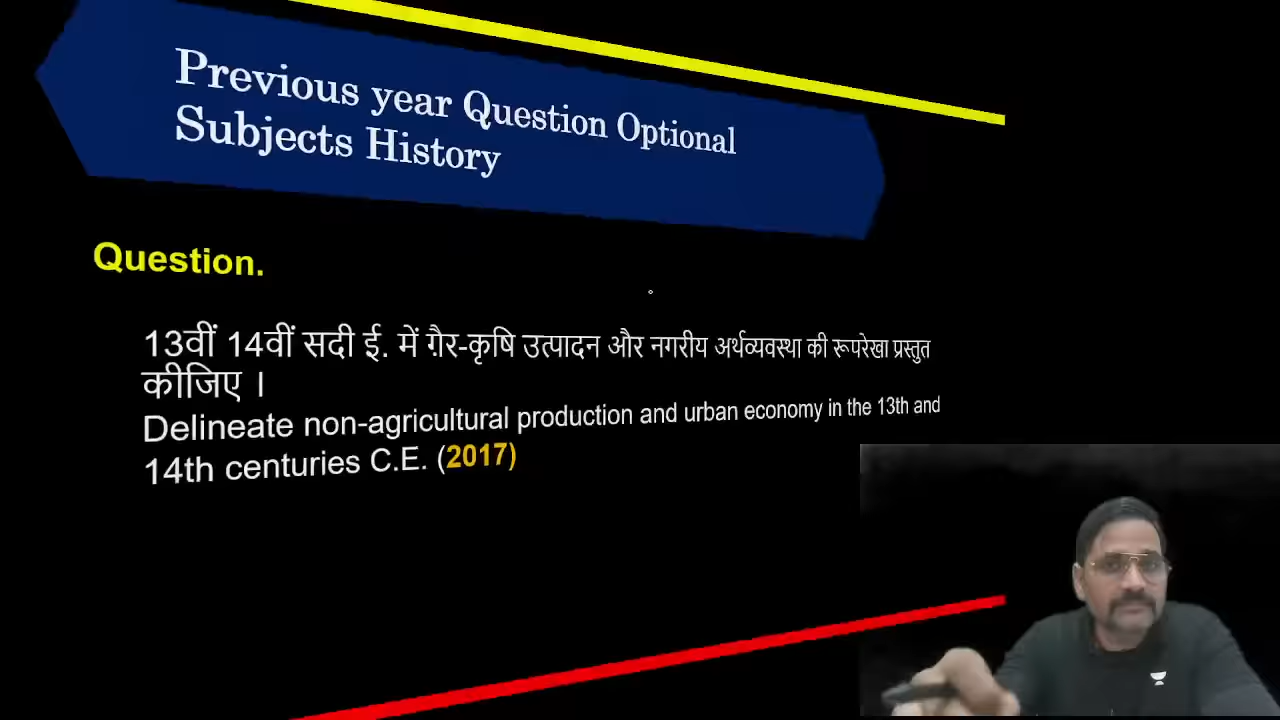 Previous year Question Optional
Subjects History
Question.
13वीं 14वीं सदी ई. में ग़ैर-कृषि उत्पादन और नगरीय अर्थव्यवस्था की रूपरेखा प्रस्तुत
कीजिए ।
Delineate non-agricultural production and urban economy in the 13th and
14th centuries C.E. (2017)